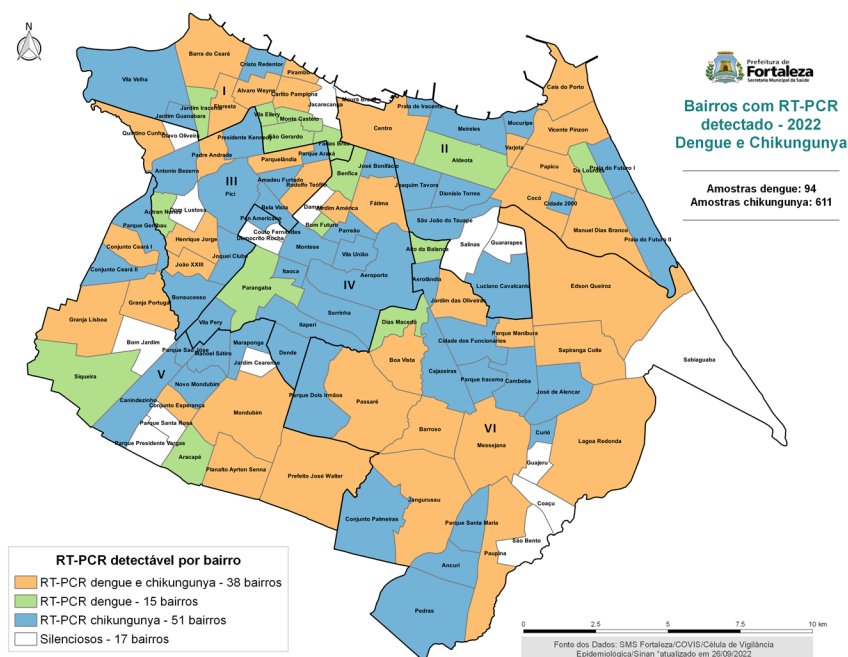 N
Prefeitura de
Fortaleza
Secretaria Municipal da Saúde
Bairros com RT-PCR
detectado - 2022
Dengue e Chikungunya
Amostras dengue: 94
Amostras chikungunya: 611
Barra do Ceará
Vila Velha
Cristo Redentor
Pirambu
I
Alvaro Weyne
Carlito Pamplona
Jardim Iracema
Floresta
Jacarecanga
Moura Brasil
Praia de Iracema
Cais do Porto
Jardim Guanabara
Vila Ellery
Monte Castelo
Quintino Cunha
Olavo Oliveira
Presidente Kennedy
São Gerardo
Farias Brito
Centro
Meireles
Mucuripe
Vicente Pinzon
II
Varjota
Padre Andrade
Parquelândia
Parque Araxá
Aldeota
Papicu
De Lourdes
Praia do Futuro I
Antonio Bezerra
III
Pici
Amadeu Furtado
Rodolfo Teófilo
Benfica
José Bonifácio
Joaquim Tavora
Dionísio Torres
Cocó
Cidade 2000
Autran Nunes
Bela Vista
Jardim América
Fátima
Pan Americano
Bom Futuro
São João do Tauape
Manuel Dias Branco
Praia do Futuro II
Parque Genibau
Henrique Jorge
Couto Fernandes
Democrito Rocha
Parreão
Montese
Vila União
Alto da Balança
Salinas
Guararapes
Conjunto Ceará I
Joquei Clube
João XXIII
Conjunto Ceará II
Itaoca
Aeroporto
Aerolândia
Luciano Cavalcante
Edson Queiroz
Bonsucesso
Parangaba
IV
Granja Portugal
Granja Lisboa
Serrinha
Jardim das Oliveiras
Vila Pery
Itaperi
Dias Macedo
Parque Manibura
Cidade dos Funcionários
Bom Jardim
Parque São José
Manoel Sátiro
Maraponga
Dende
Jardim Cearense
Boa Vista
Sapiranga Coite
Sabiaguaba
Siqueira
V
Novo Mondubim
Cajazeiras
Parque Iracema
Cambeba
José de Alencar
Canindezinho
Conjunto Esperança
Parque Dois Irmãos
Passaré
Mondubim
Parque Santa Rosa
Parque Presidente Vargas
Barroso
VI
Messejana
Curió
Lagoa Redonda
Aracapé
Planalto Ayrton Senna
Prefeito José Walter
Guajeru
Jangurussu
Coaçu
Conjunto Palmeiras
Parque Santa Maria
São Bento
Paupina
Ancuri
Pedras
RT-PCR detectável por bairro
RT-PCR dengue e chikungunya - 38 bairros
RT-PCR dengue - 15 bairros
RT-PCR chikungunya - 51 bairros
Silenciosos - 17 bairros
0 2.5 5 7.5 10 km
Fonte dos Dados: SMS Fortaleza/COVIS/Célula de Vigilância
Epidemiológica/Sinan *atualizado em 26/09/2022